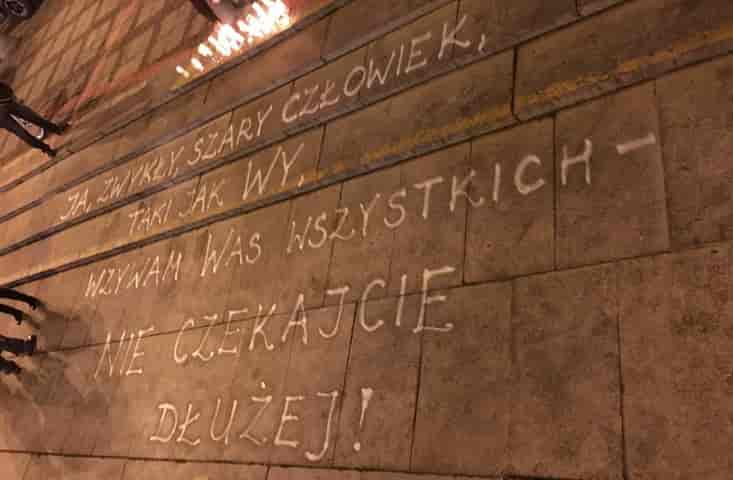 JA, ZWYKŁY, SZARY CZŁOWIEK,
TAKI JAK WY,
WZYWAM WAS WSZYSTKICH –
NIE CZEKAJCIE
DŁUŻEJ!